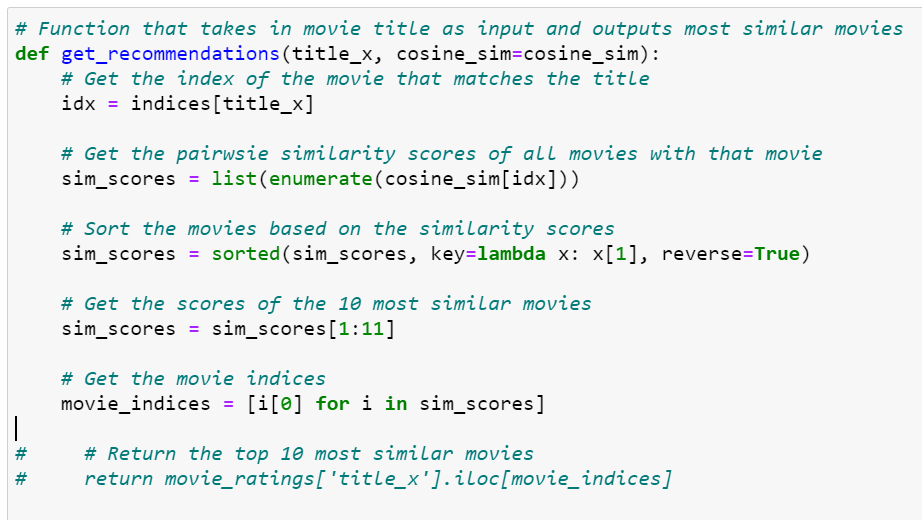 # Function that takes in movie title as input and outputs most similar movies
def get_recommendations(title_x, cosine_sim=cosine_sim):
    # Get the index of the movie that matches the title
    idx = indices[title_x]
    # Get the pairwsie similarity scores of all movies with that movie
    sim_scores = list(enumerate(cosine_sim[idx]))
    # Sort the movies based on the similarity scores
    sim_scores = sorted(sim_scores, key=lambda x: x[1], reverse=True)
    # Get the scores of the 10 most similar movies
    sim_scores = sim_scores[1:11]
    # Get the movie indices
    movie_indices = [i[0] for i in sim_scores]
#     # Return the top 10 most similar movies
#     return movie_ratings['title_x'].iloc[movie_indices]